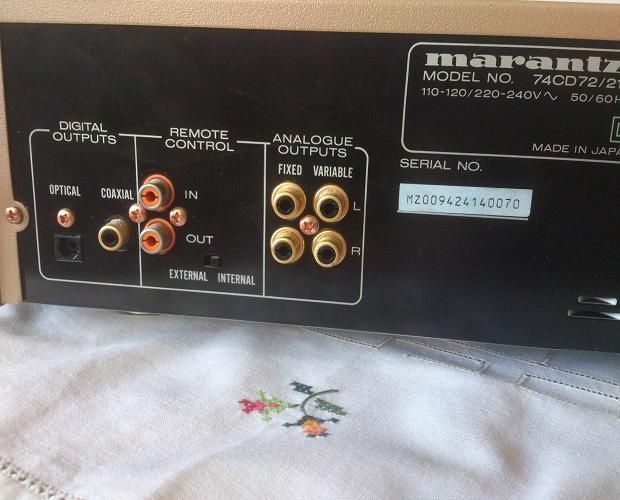 DIGITAL
OUTPUTS
OPTICAL
COAXIAL
REMOTE
CONTROL
IN
OUT
EXTERNAL INTERNAL
ANALOGUE
OUTPUTS
FIXED VARIABLE
L
R
marantz
MODEL NO. 74CD72/21
110-120/220-240V~ 50/60H
MADE IN JAPA
SERIAL NO.
MZ009424140070